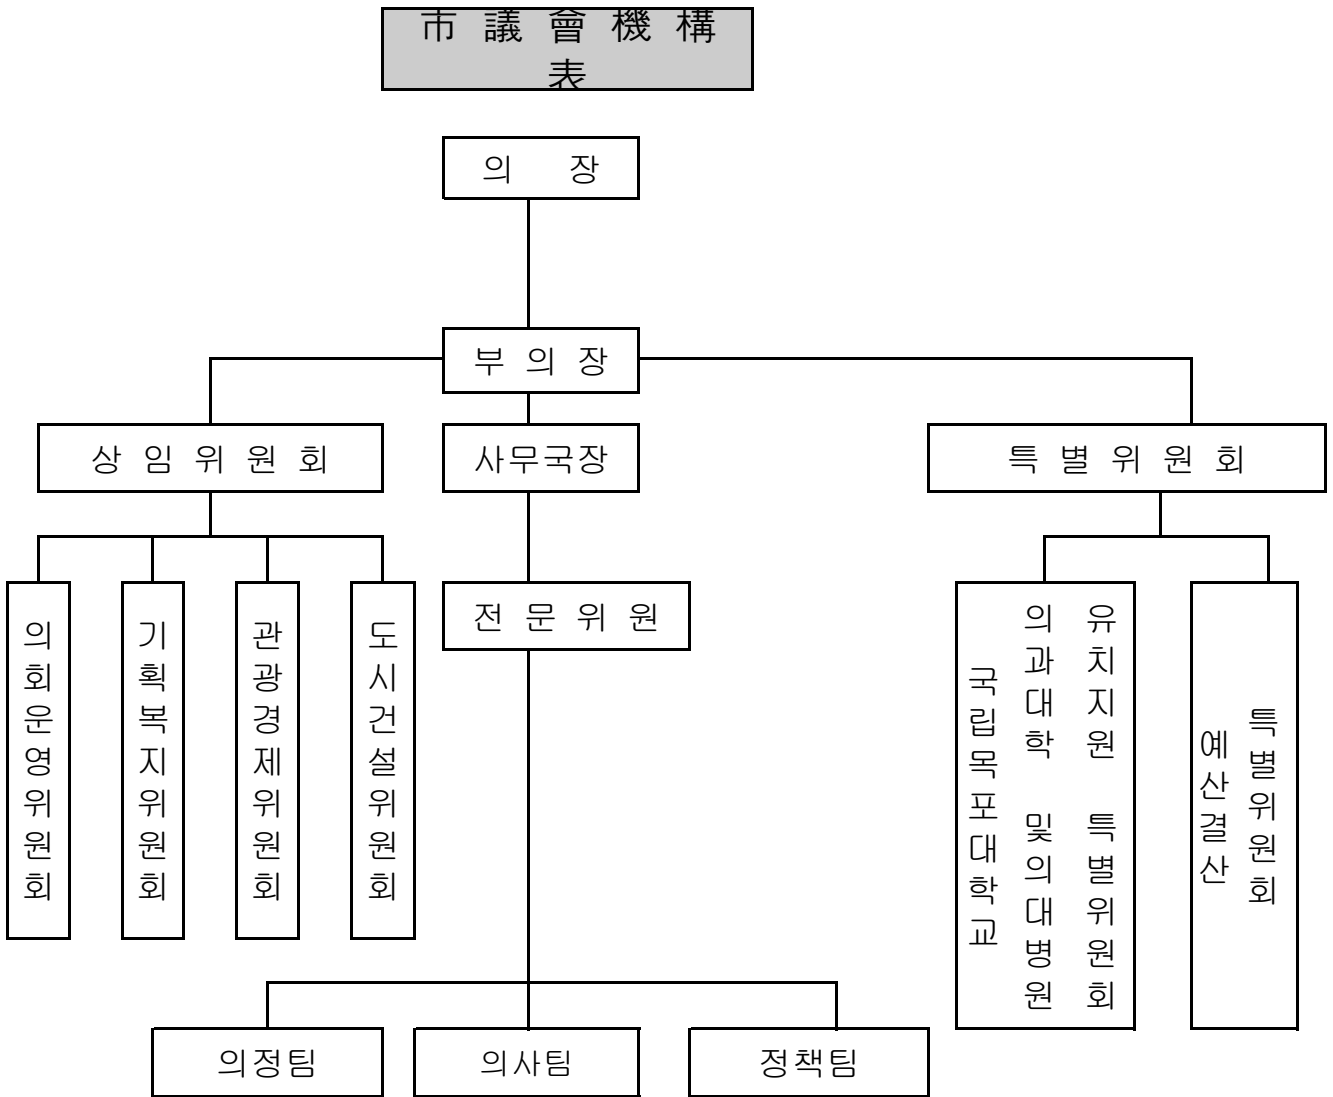 市 議 會 機 構
表
의 장
부 의 장
상 임 위 원 회
사무국장
특 별 위 원 회
의회운영위원회
기획복지위원회
관광경제위원회
도시건설위원회
전 문 위 원
국립목포대학교
의과대학 및의대병원
유치지원 특별위원회
예산결산
특별위원회
의정팀
의사팀
정책팀